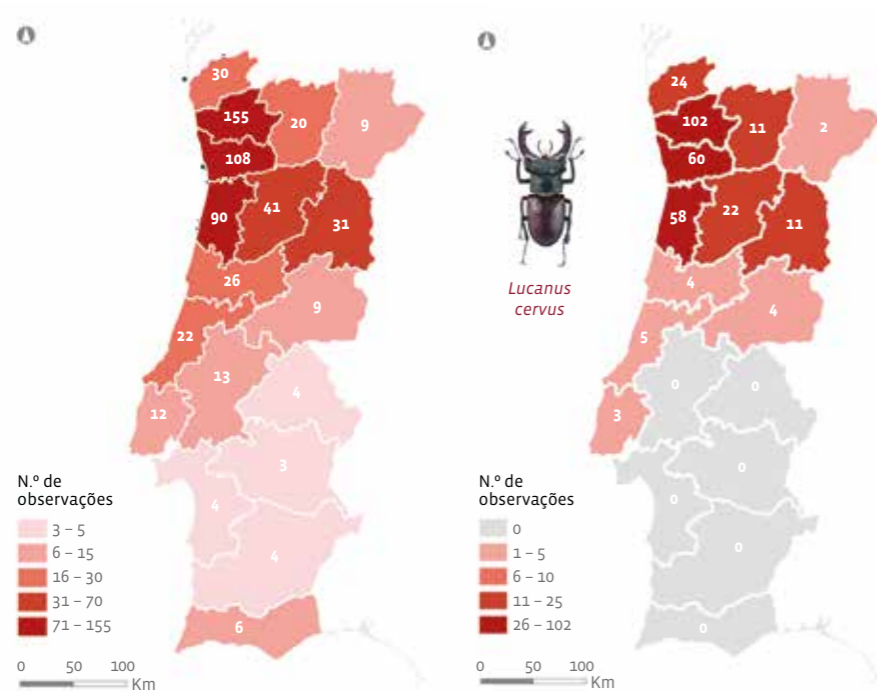 30
155
20
9
108
90
41
31
26
9
22
13
4
12
3
4
4
6
N.º de
observações
3 – 5
6 – 15
16 – 30
31 – 70
71 – 155
0 50 100
Km
24
102
11
2
60
58
22
11
4
4
5
0
0
3
0
0
0
0
Lucanus
cervus
N.º de
observações
0
1 – 5
6 – 10
11 – 25
26 – 102
0 50 100
Km